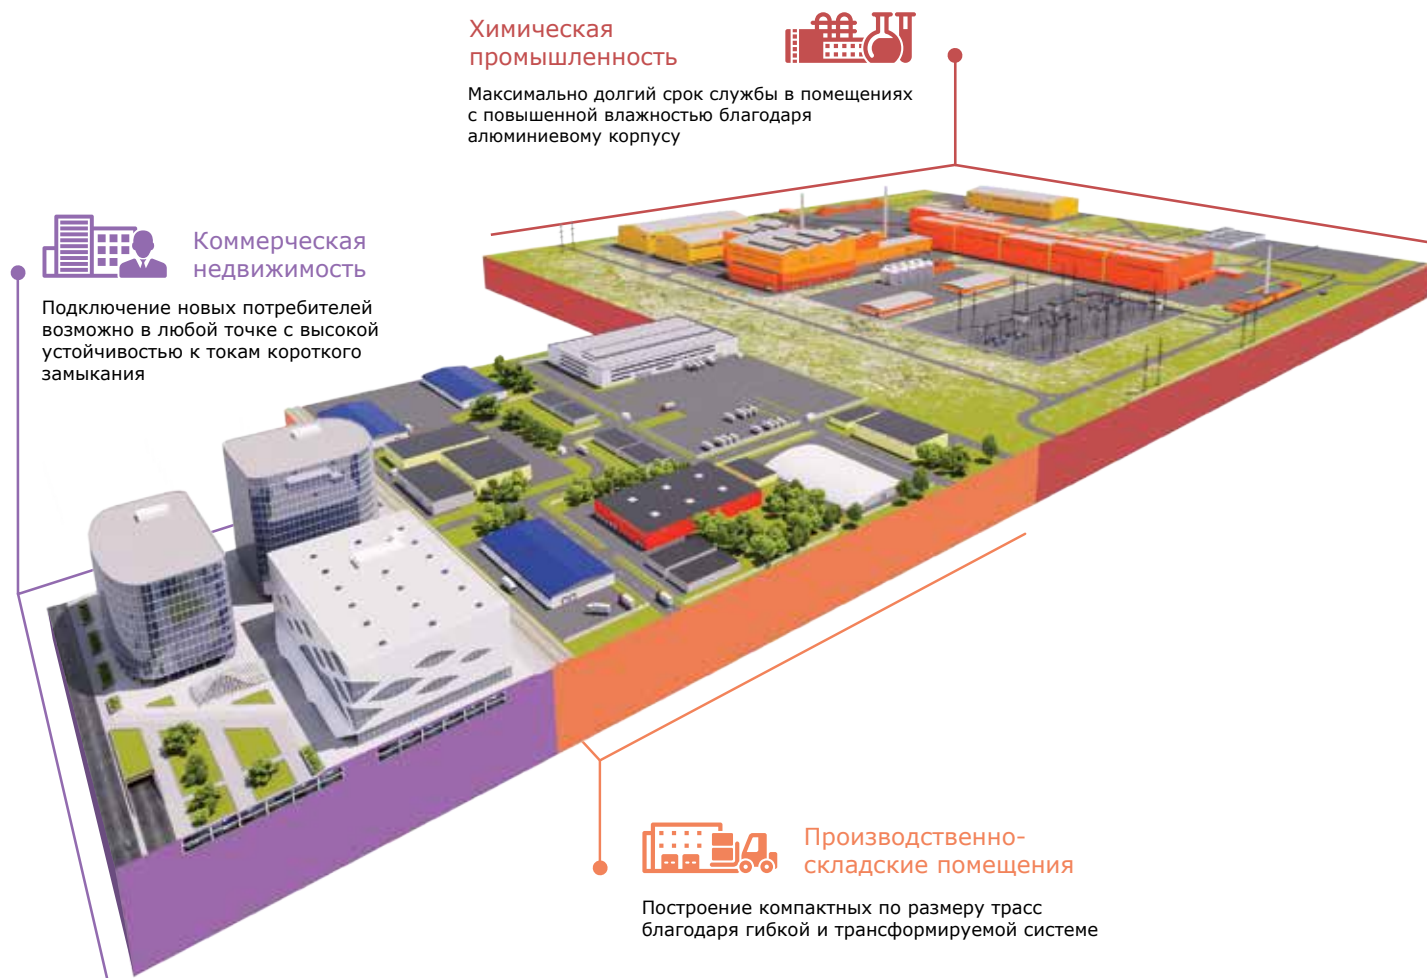 Химическая
промышленность
Максимально долгий срок службы в помещениях
с повышенной влажностью благодаря
алюминиевому корпусу
Коммерческая
недвижимость
Подключение новых потребителей
возможно в любой точке с высокой
устойчивостью к токам короткого
замыкания
Производственно-
складские помещения
Построение компактных по размеру трасс
благодаря гибкой и трансформируемой системе